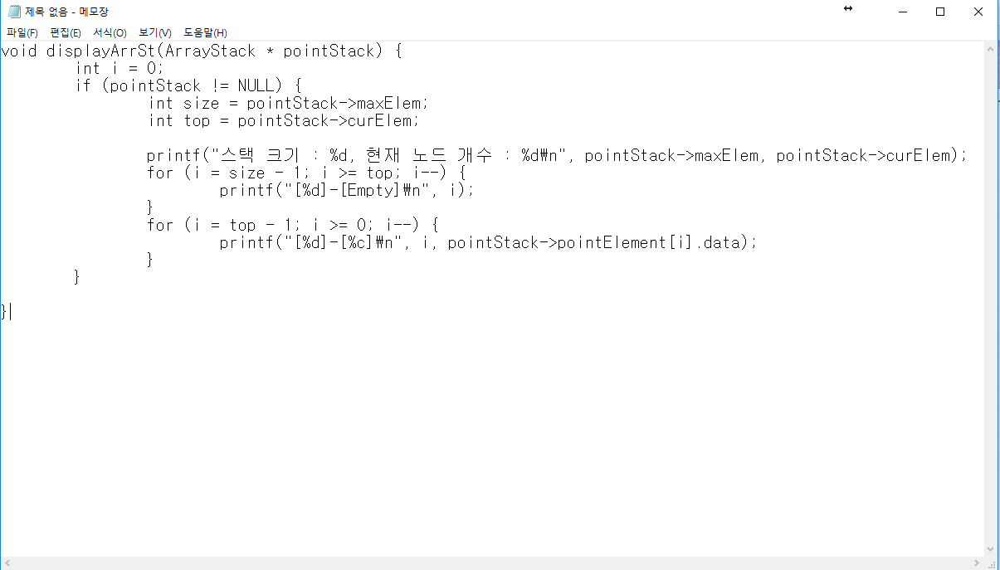 제목 없음 - 메모장
파일(F) 편집(E) 서식(O) 보기(V) 도움말(H)
void displayArrSt(ArrayStack * pointStack) {
int i = 0;
if (pointStack != NULL) {
int size = pointStack->maxElem;
int top = pointStack->curElem;
printf("스택 크기 : %d, 현재 노드 개수 : %d₩n", pointStack->maxElem, pointStack->curElem);
for (i = size - 1; i >= top; i--) {
printf("[%d]-[Empty]₩n", i);
}
for (i = top - 1; i >= 0; i--) {
printf("[%d]-[%c]₩n", i, pointStack->pointElement[i].data);
}
}
}